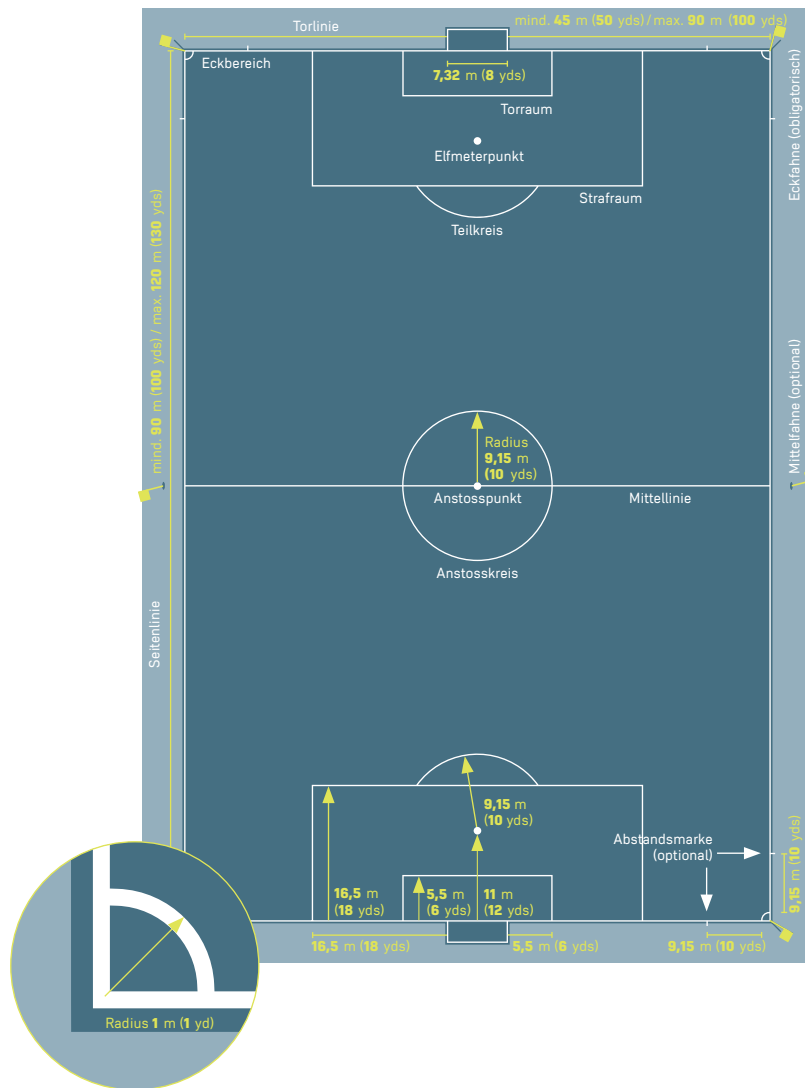 Torlinie
mind. 45 m (50 yds) / max. 90 m (100 yds)
Eckbereich
7,32 m (8 yds)
Torraum
Elfmeterpunkt
Strafraum
Teilkreis
Eckfahne (obligatorisch)
mind. 90 m (100 yds) / max. 120 m (130 yds)
Mittelfahne (optional)
Radius
9,15 m
(10 yds)
Anstosspunkt
Mittellinie
Anstosskreis
Seitenlinie
9,15 m
(10 yds)
Abstandsmarke
(optional)
9,15 m (10 yds)
16,5 m
(18 yds)
5,5 m
(6 yds)
11 m
(12 yds)
16,5 m (18 yds)
5,5 m (6 yds)
9,15 m (10 yds)
Radius 1 m (1 yd)